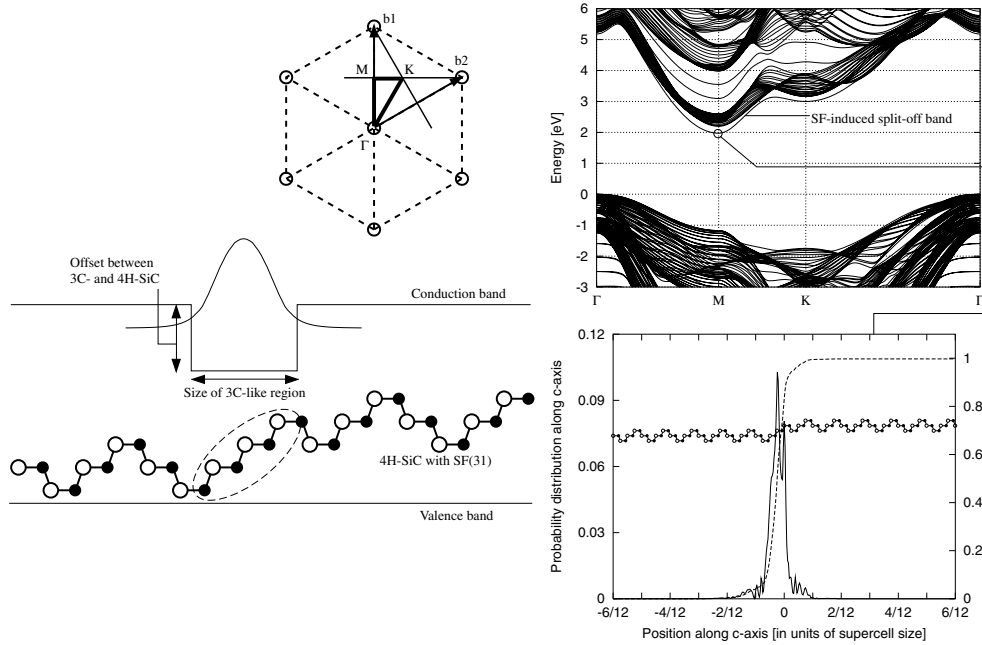 b1
b2
M
K
Γ
Offset between
3C- and 4H-SiC
Conduction band
Size of 3C-like region
4H-SiC with SF(31)
Valence band
Energy [eV]
6
5
4
3
2
1
0
-1
-2
-3
Γ
M
K
Γ
SF-induced split-off band
Probability distribution along c-axis
0.12
0.09
0.06
0.03
0
1
0.8
0.6
0.4
0.2
0
-6/12
-4/12
-2/12
0
2/12
4/12
6/12
Position along c-axis [in units of supercell size]